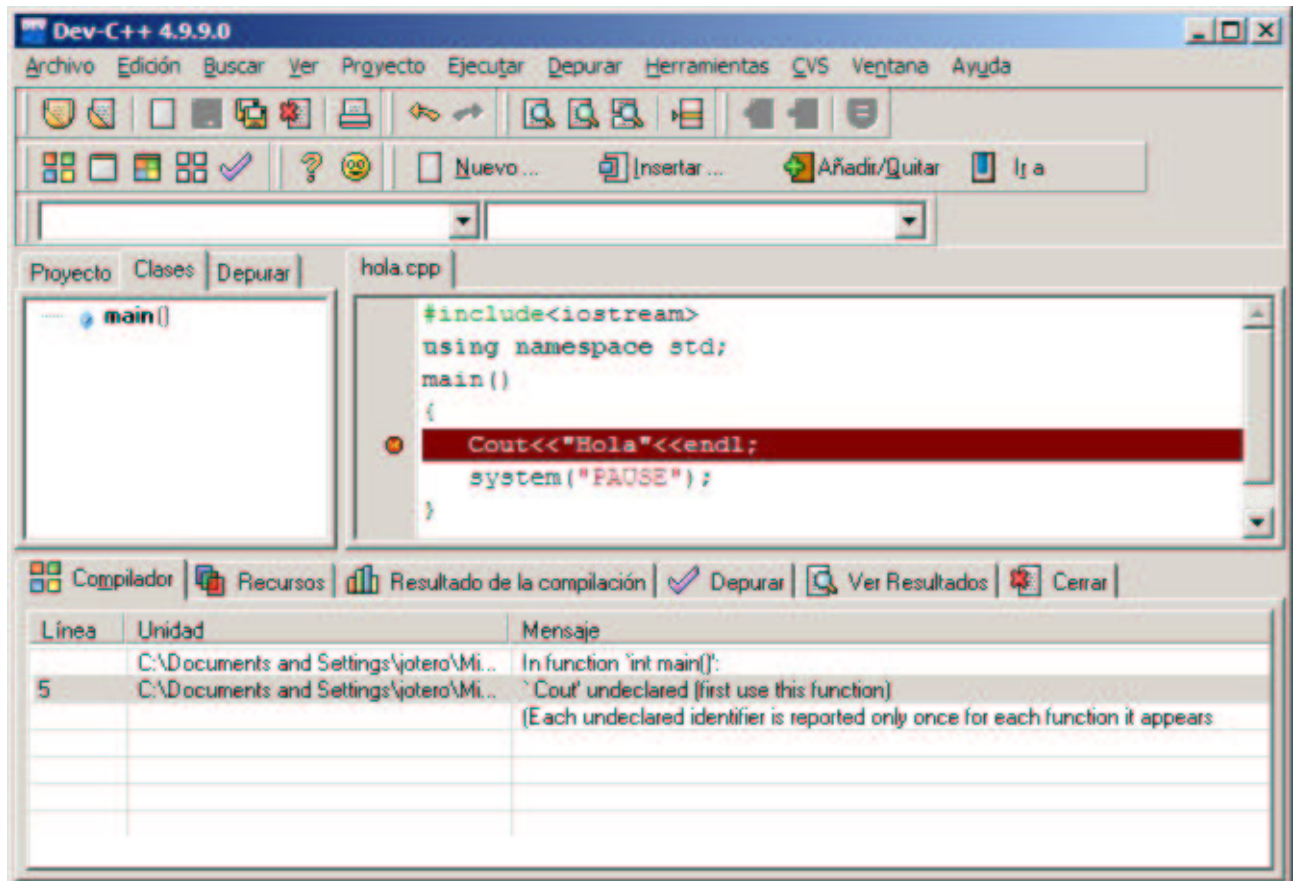 Dev-C++ 4.9.9.0
Archivo Edición Buscar Ver Proyecto Ejecutar Depurar Herramientas CVS Ventana Ayuda
Nuevo ... Insertar ... Añadir/Quitar Ir a
Proyecto Clases Depurar hola.cpp
main()
#include<iostream>
using namespace std;
main()
{
Cout<<"Hola"<<endl;
system("PAUSE");
}
Compilador Recursos Resultado de la compilación Depurar Ver Resultados Cerrar
Línea Unidad Mensaje
C:\Documents and Settings\jotero\Mi... In function `int main()':
5 C:\Documents and Settings\jotero\Mi... `Cout' undeclared (first use this function)
(Each undeclared identifier is reported only once for each function it appears